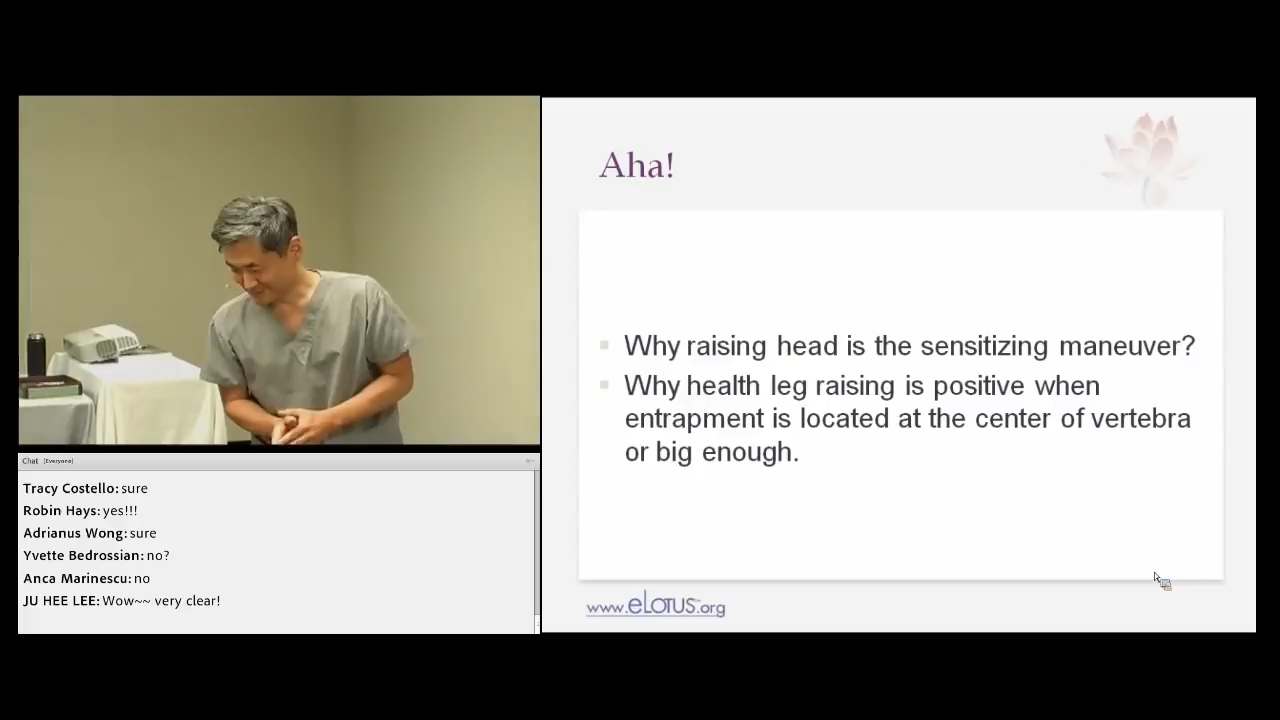 Aha!
Why raising head is the sensitizing maneuver?
Why health leg raising is positive when
entrapment is located at the center of vertebra
or big enough.
www.eLOTUS.org
Chat (Everyone)
Tracy Costello: sure
Robin Hays: yes!!!
Adrianus Wong: sure
Yvette Bedrossian: no?
Anca Marinescu: no
JU HEE LEE: Wow~~ very clear!